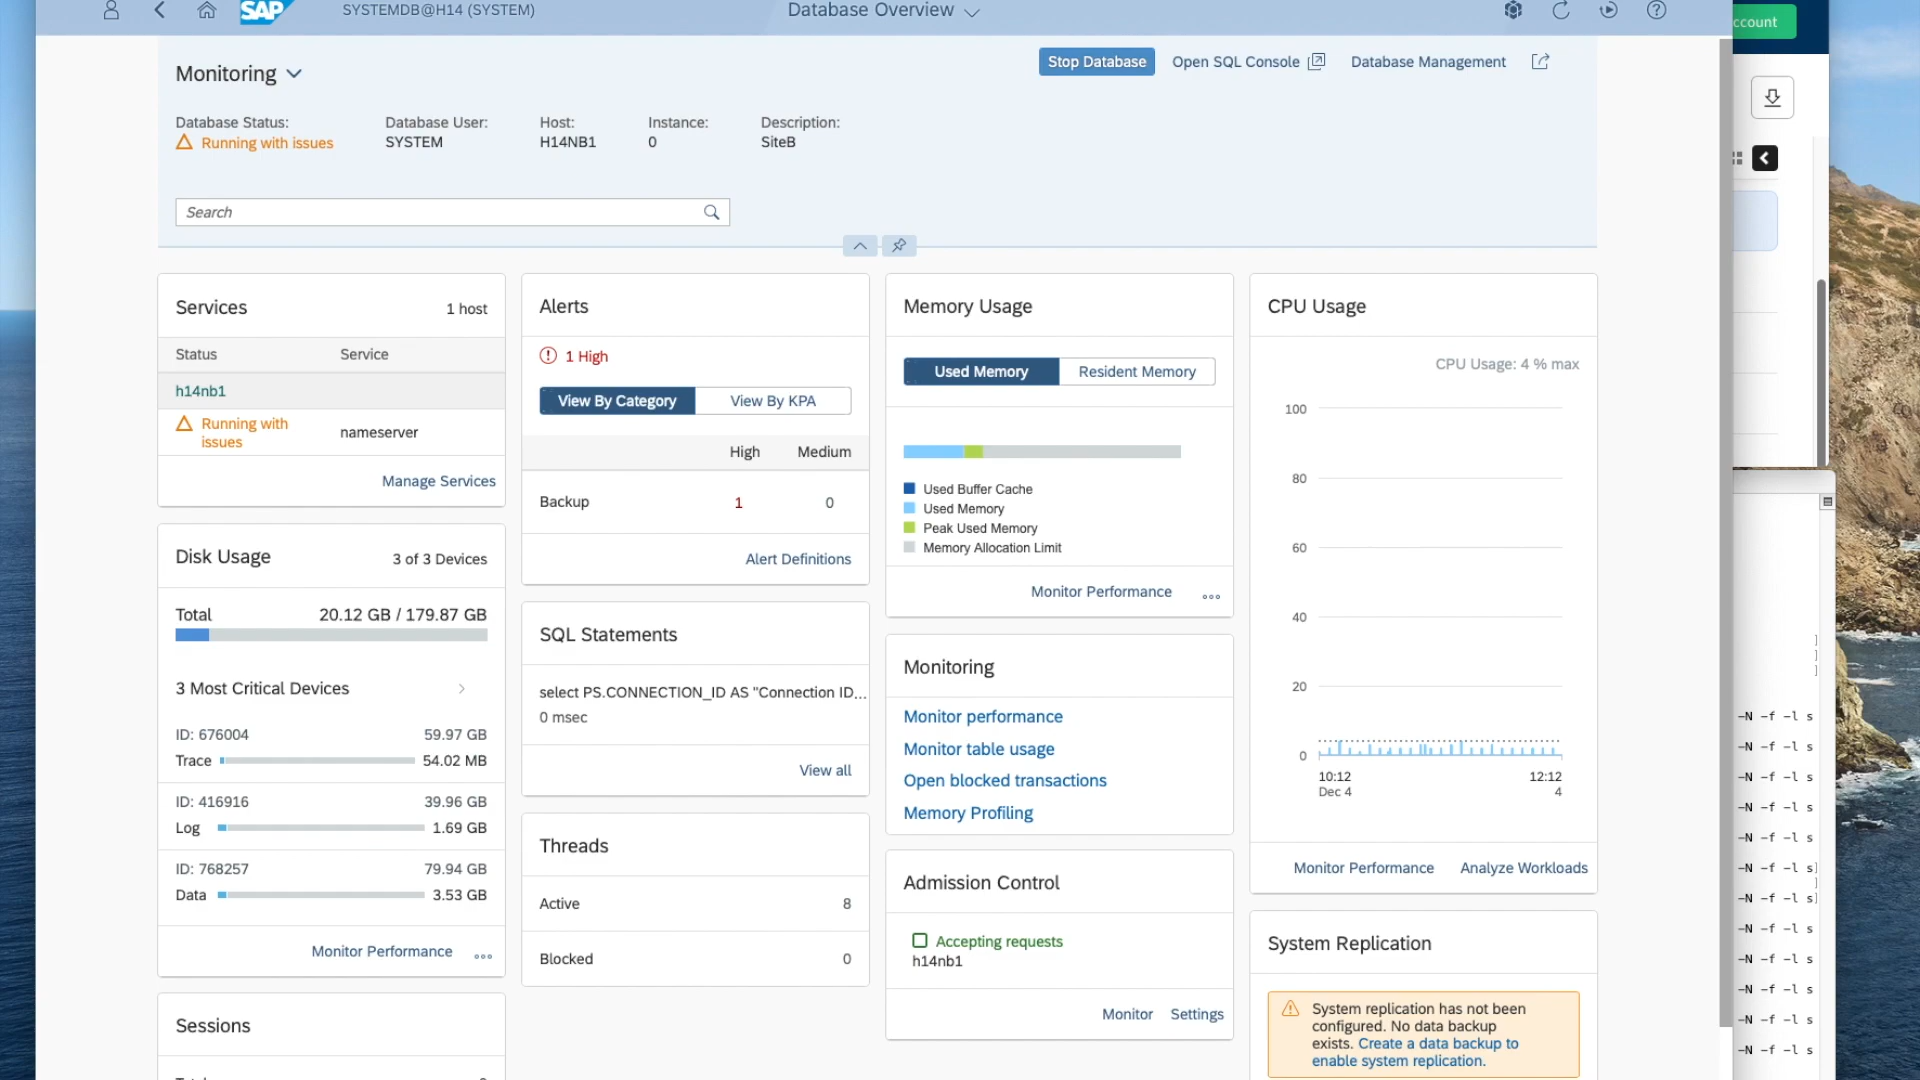 SAP
SYSTEMDB@H14 (SYSTEM)
Database Overview
ccount
Monitoring
Stop Database
Open SQL Console
Database Management
Database Status:
Running with issues
Database User:
SYSTEM
Host:
H14NB1
Instance:
0
Description:
SiteB
Search
Services
1 host
Status
Service
h14nb1
Running with
issues
nameserver
Manage Services
Disk Usage
3 of 3 Devices
Total
20.12 GB / 179.87 GB
3 Most Critical Devices
ID: 676004
59.97 GB
Trace
54.02 MB
ID: 416916
39.96 GB
Log
1.69 GB
ID: 768257
79.94 GB
Data
3.53 GB
Monitor Performance
Sessions
Alerts
1 High
View By Category
View By KPA
High
Medium
Backup
1
0
Alert Definitions
SQL Statements
select PS.CONNECTION_ID AS "Connection ID...
0 msec
View all
Threads
Active
8
Blocked
0
Memory Usage
Used Memory
Resident Memory
Used Buffer Cache
Used Memory
Peak Used Memory
Memory Allocation Limit
Monitor Performance
Monitoring
Monitor performance
Monitor table usage
Open blocked transactions
Memory Profiling
Admission Control
Accepting requests
h14nb1
Monitor
Settings
CPU Usage
CPU Usage: 4 % max
100
80
60
40
20
0
10:12
Dec 4
12:12
4
Monitor Performance
Analyze Workloads
System Replication
System replication has not been
configured. No data backup
exists. Create a data backup to
enable system replication.
]
]
]
-N -f -l s
-N -f -l s
-N -f -l s
-N -f -l s
-N -f -l s
-N -f -l s]
]
-N -f -l s]
-N -f -l s
-N -f -l s
-N -f -l s
-N -f -l s
-N -f -l s